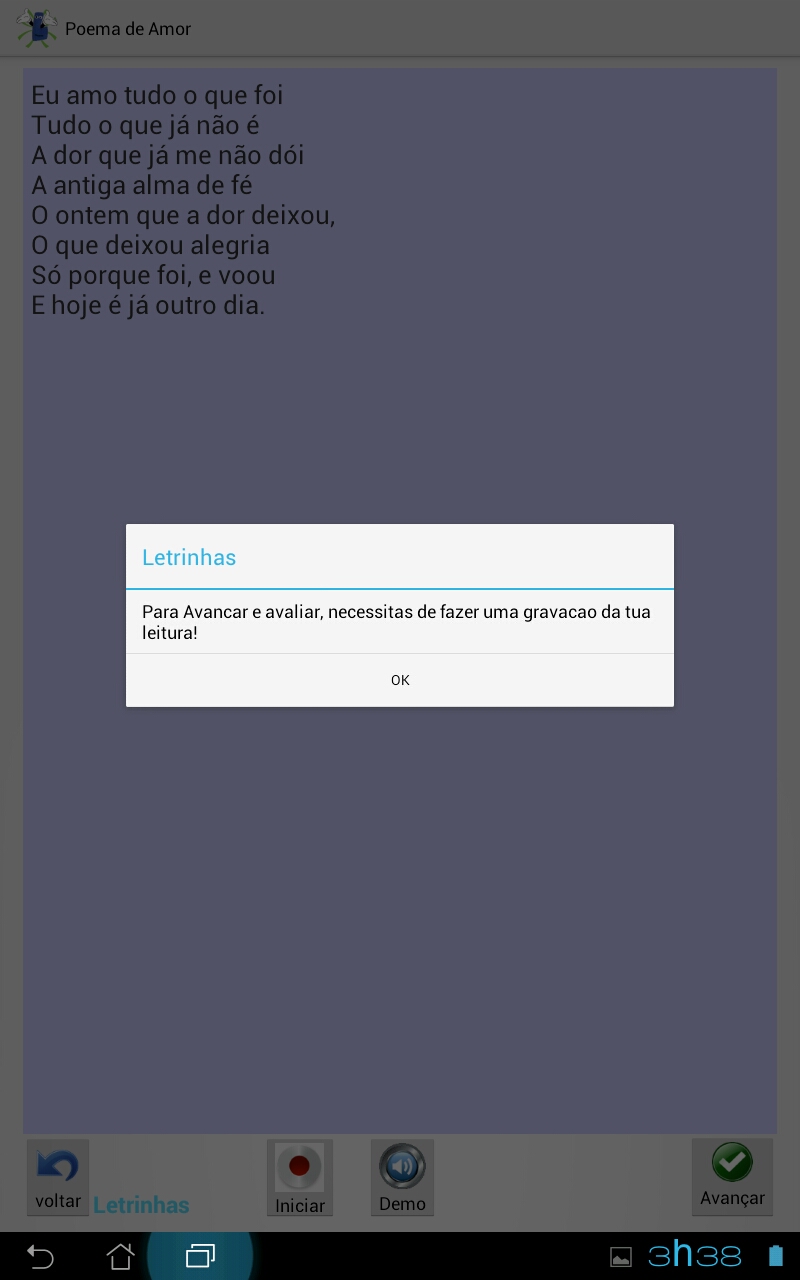 Poema de Amor
Eu amo tudo o que foi
Tudo o que já não é
A dor que já me não dói
A antiga alma de fé
O ontem que a dor deixou,
O que deixou alegria
Só porque foi, e voou
E hoje é já outro dia.
Letrinhas
Para Avancar e avaliar, necessitas de fazer uma gravacao da tua
leitura!
OK
voltar
Letrinhas
Iniciar
Demo
Avançar
3h38